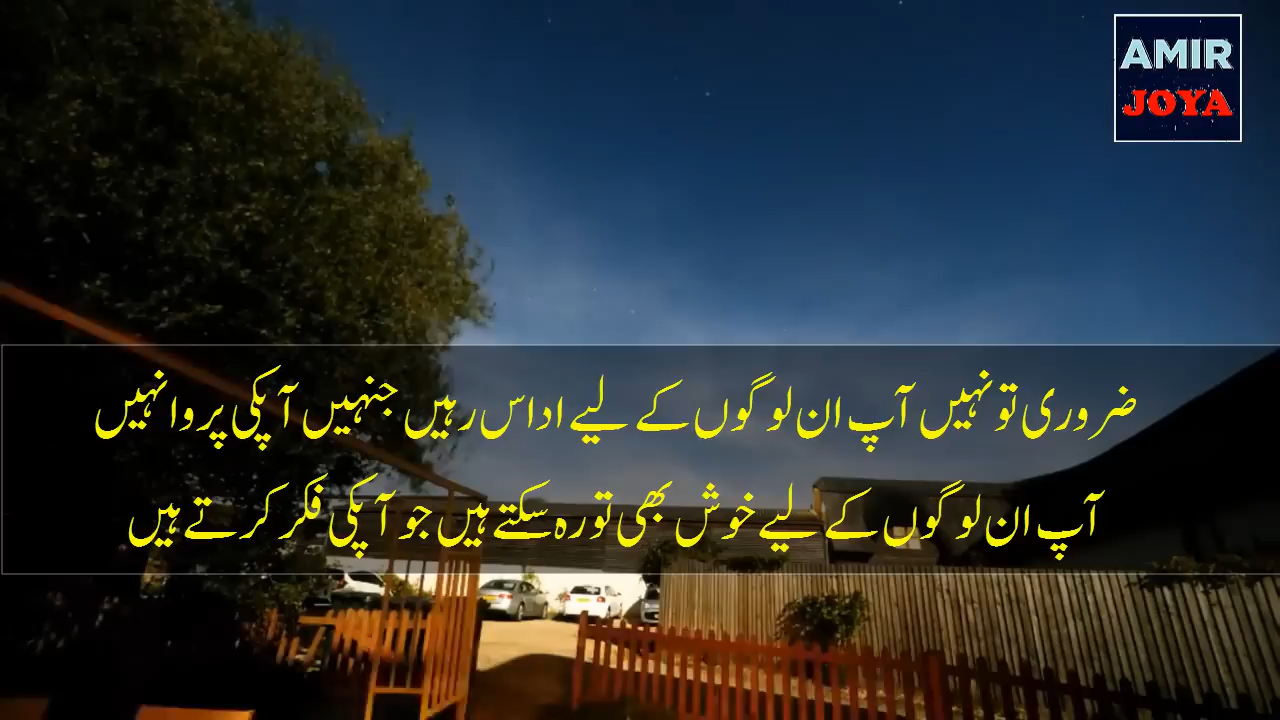 AMIR
JOYA
ضروری تو نہیں آپ ان لوگوں کے لیے اداس رہیں جنہیں آپکی پروا نہیں
آپ ان لوگوں کے لیے خوش بھی تو رہ سکتے ہیں جو آپکی فکر کرتے ہیں